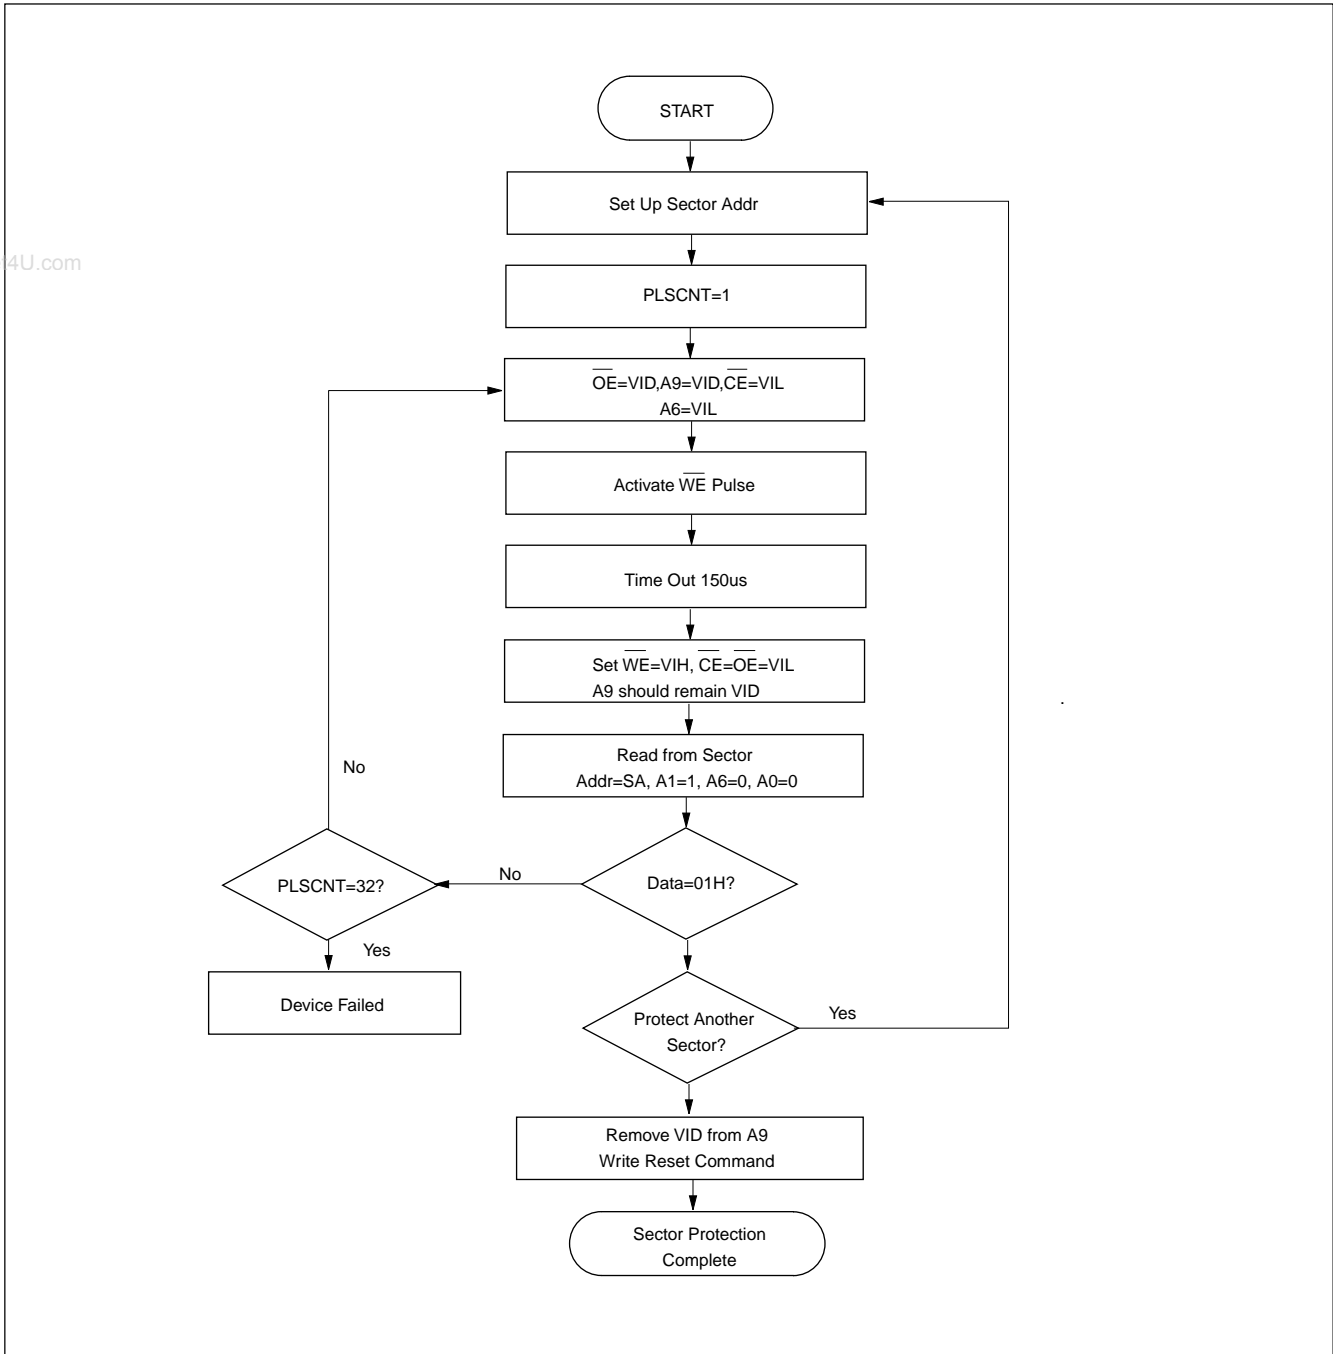 START
Set Up Sector Addr
4U.com
PLSCNT=1
OE=VID,A9=VID,CE=VIL
A6=VIL
Activate WE Pulse
Time Out 150us
Set WE=VIH, CE=OE=VIL
A9 should remain VID
.
Read from Sector
Addr=SA, A1=1, A6=0, A0=0
No
PLSCNT=32?
No
Data=01H?
Yes
Device Failed
Protect Another
Sector?
Yes
Remove VID from A9
Write Reset Command
Sector Protection
Complete